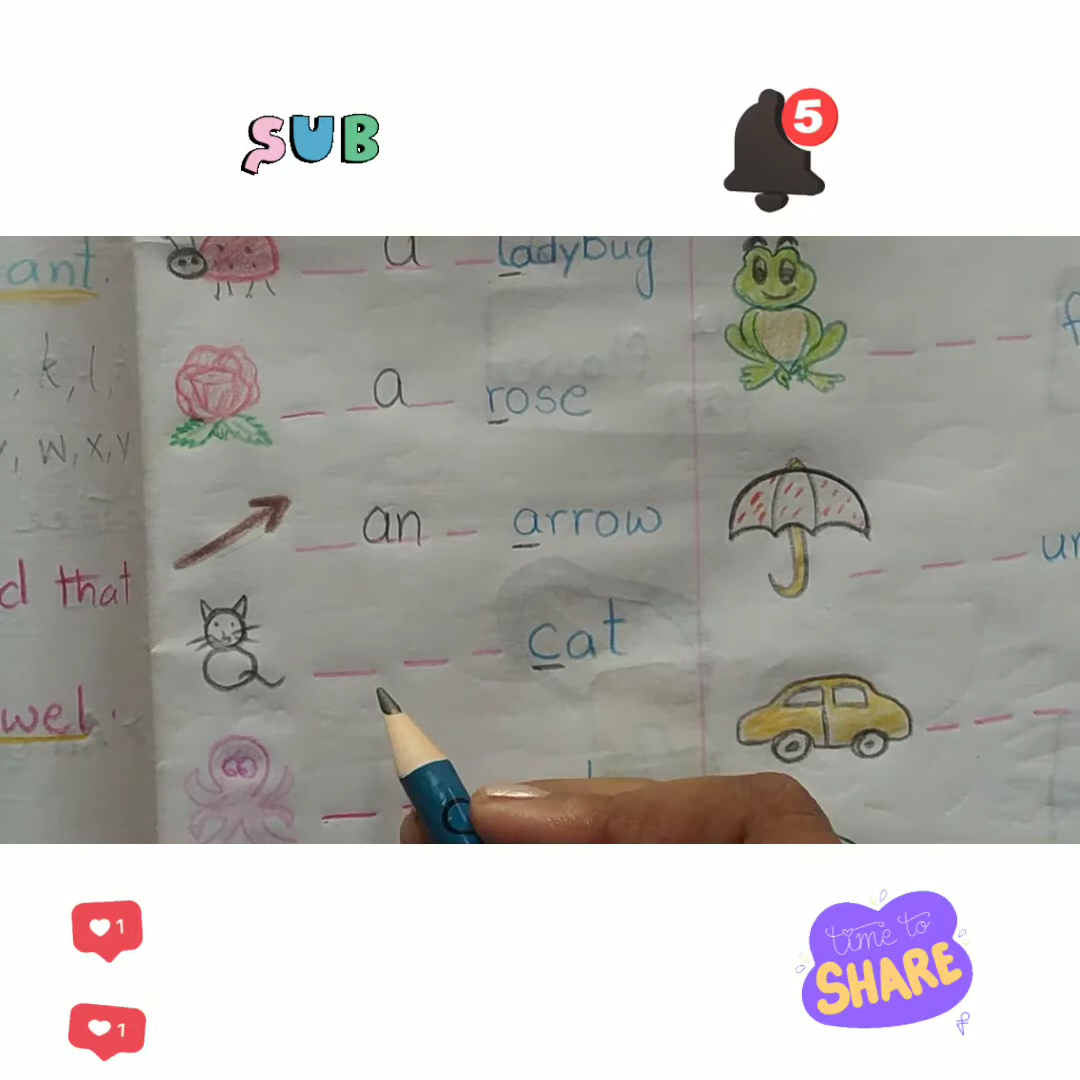 SUB
5
ant.
, k, l,
, w, x, y
d that
wel.
a ladybug
a rose
an arrow
cat
f
1
1
time to
SHARE